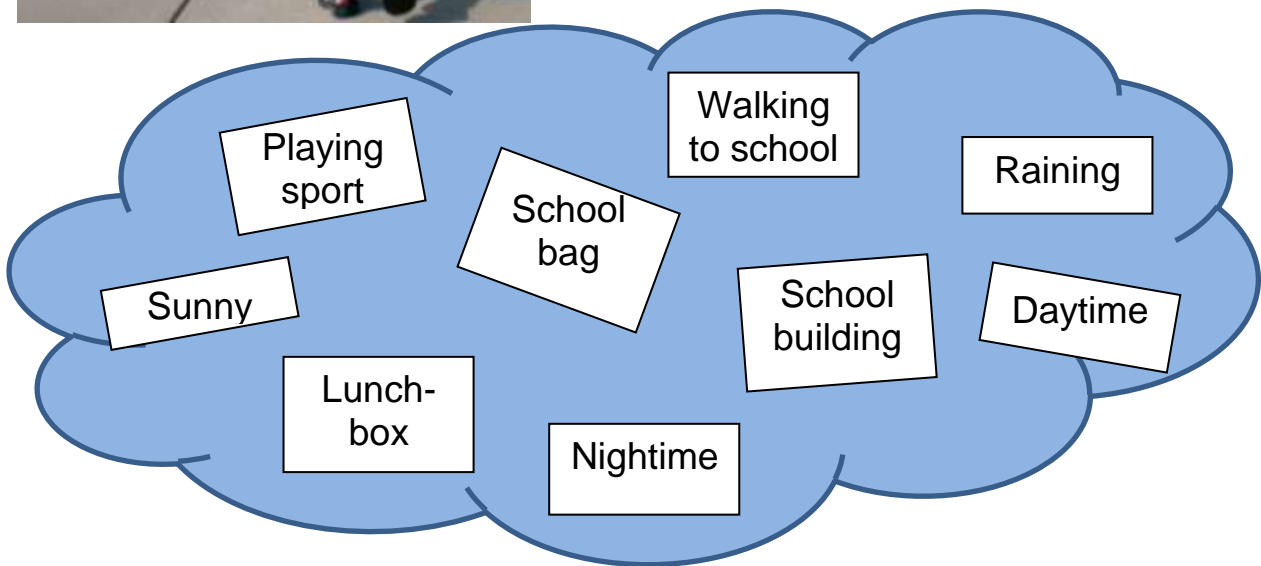 Walking
to school
Playing
sport
Raining
School
bag
Sunny
School
building
Daytime
Lunch-
box
Nightime